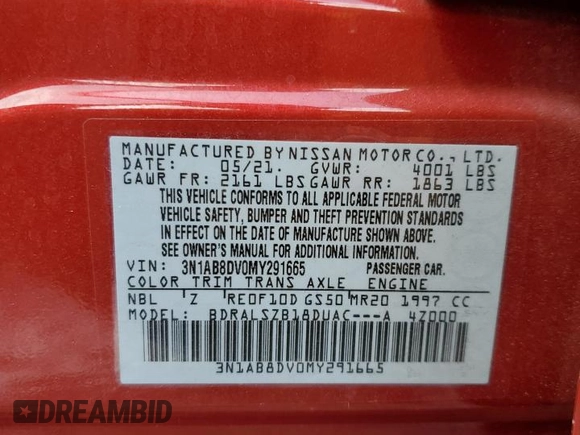 MANUFACTURED BY NISSAN MOTOR CO., LTD.
DATE: 05/21. GVWR: 4001 LBS
GAWR FR: 2161 LBS GAWR RR: 1863 LBS
THIS VEHICLE CONFORMS TO ALL APPLICABLE FEDERAL MOTOR
VEHICLE SAFETY, BUMPER AND THEFT PREVENTION STANDARDS
IN EFFECT ON THE DATE OF MANUFACTURE SHOWN ABOVE.
SEE OWNER'S MANUAL FOR ADDITIONAL INFORMATION.
VIN: 3N1AB8DV0MY291665 PASSENGER CAR.
COLOR TRIM TRANS AXLE ENGINE
NBL Z RE0F10D GS50 MR20 1997 CC
MODEL: BDRALSZB18DUAC---A 47000
3N1AB8DV0MY291665
DREAMBID